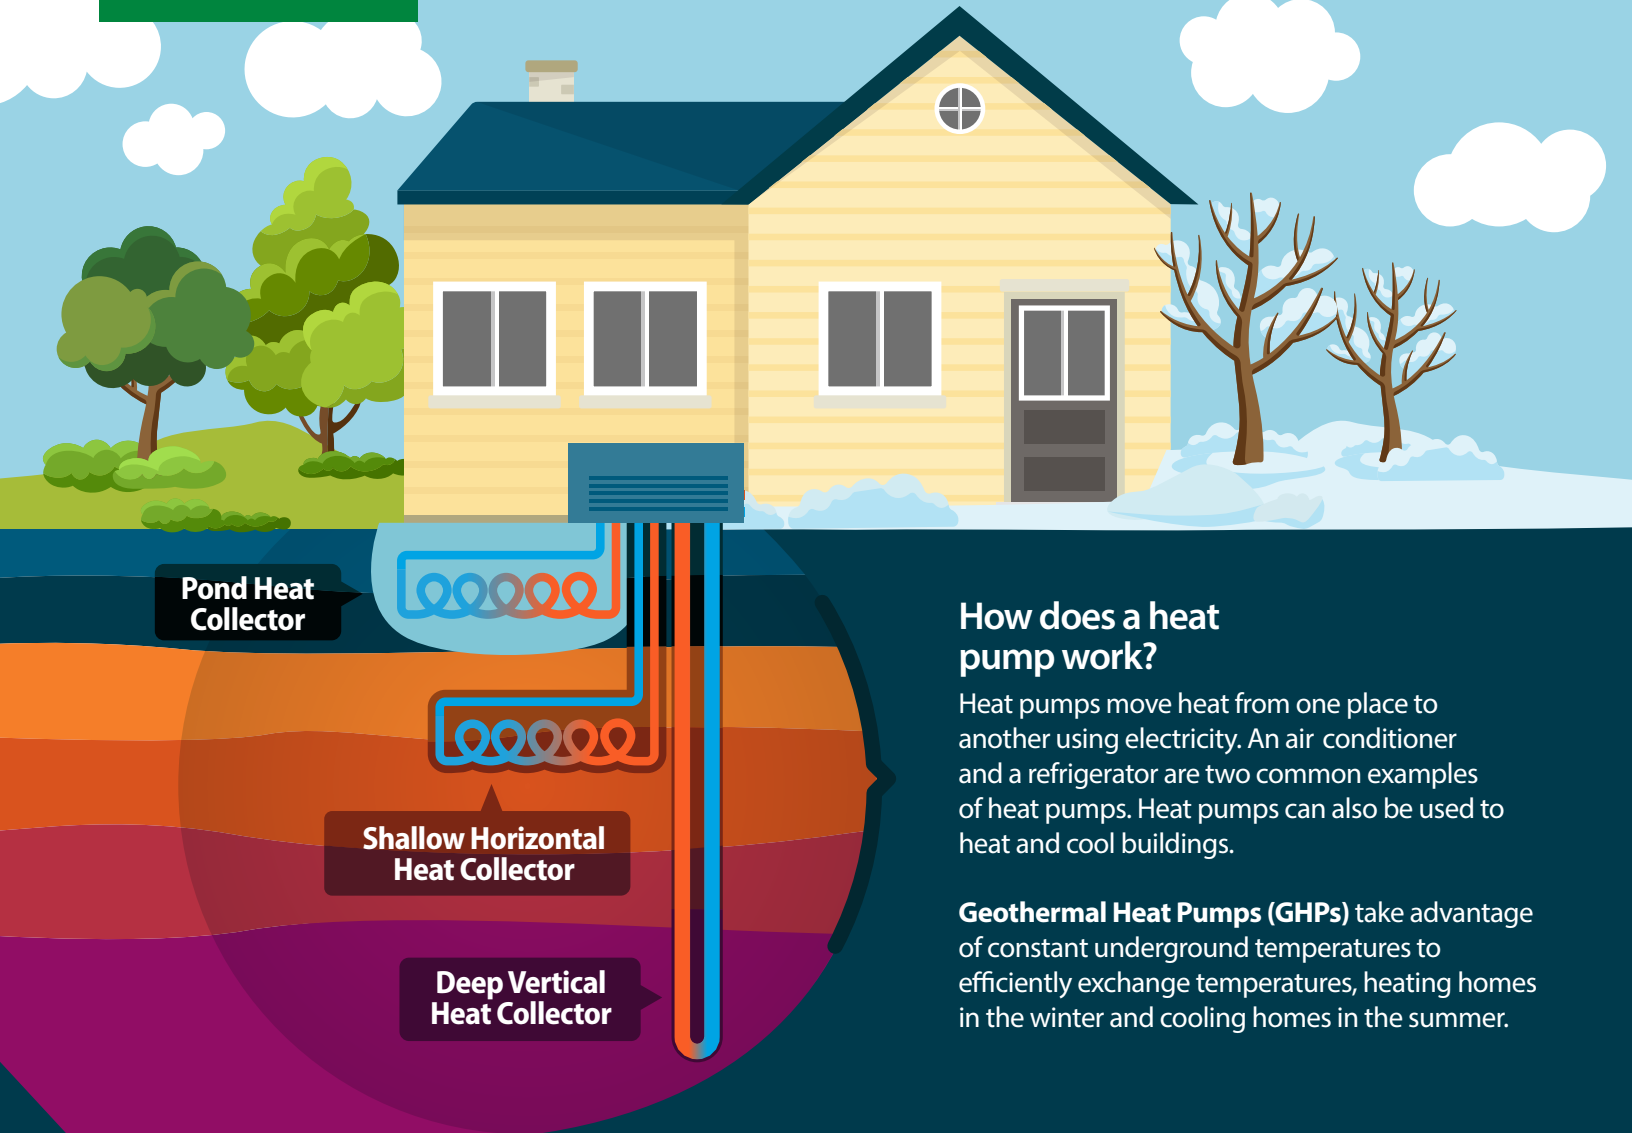 Pond Heat
Collector
Shallow Horizontal
Heat Collector
Deep Vertical
Heat Collector
How does a heat
pump work?
Heat pumps move heat from one place to
another using electricity. An air conditioner
and a refrigerator are two common examples
of heat pumps. Heat pumps can also be used to
heat and cool buildings.
Geothermal Heat Pumps (GHPs) take advantage
of constant underground temperatures to
efficiently exchange temperatures, heating homes
in the winter and cooling homes in the summer.